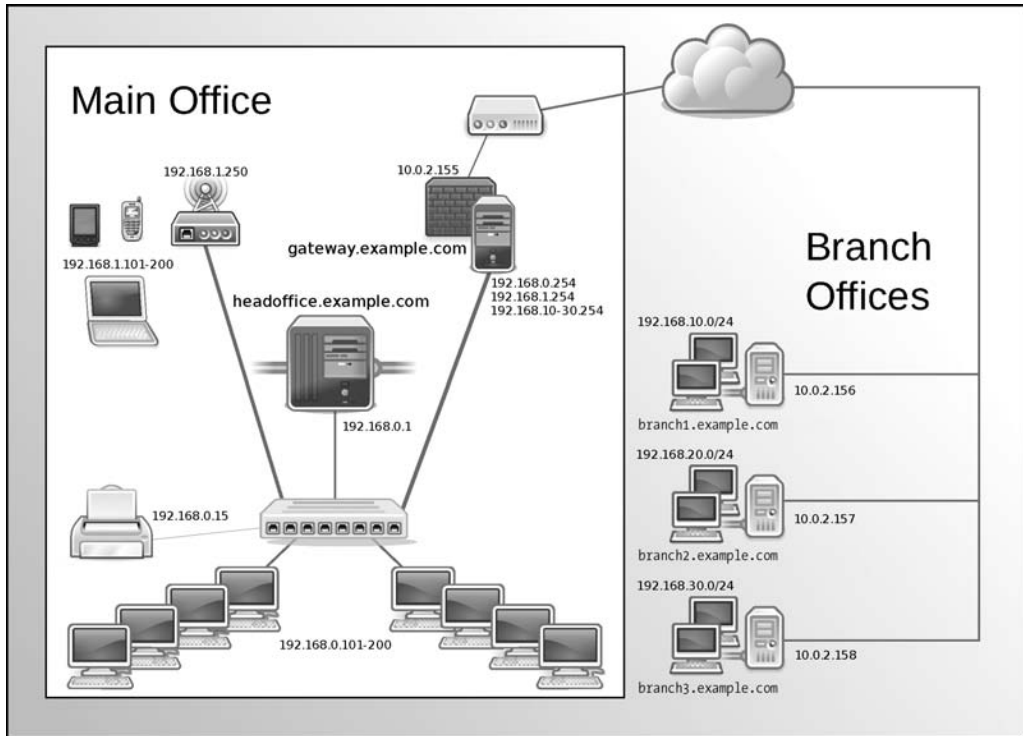 Main Office
192.168.1.250
10.0.2.155
192.168.1.101-200
gateway.example.com
192.168.0.254
192.168.1.254
192.168.10-30.254
headoffice.example.com
192.168.0.1
192.168.0.15
192.168.0.101-200
Branch
Offices
192.168.10.0/24
10.0.2.156
branch1.example.com
192.168.20.0/24
10.0.2.157
branch2.example.com
192.168.30.0/24
10.0.2.158
branch3.example.com